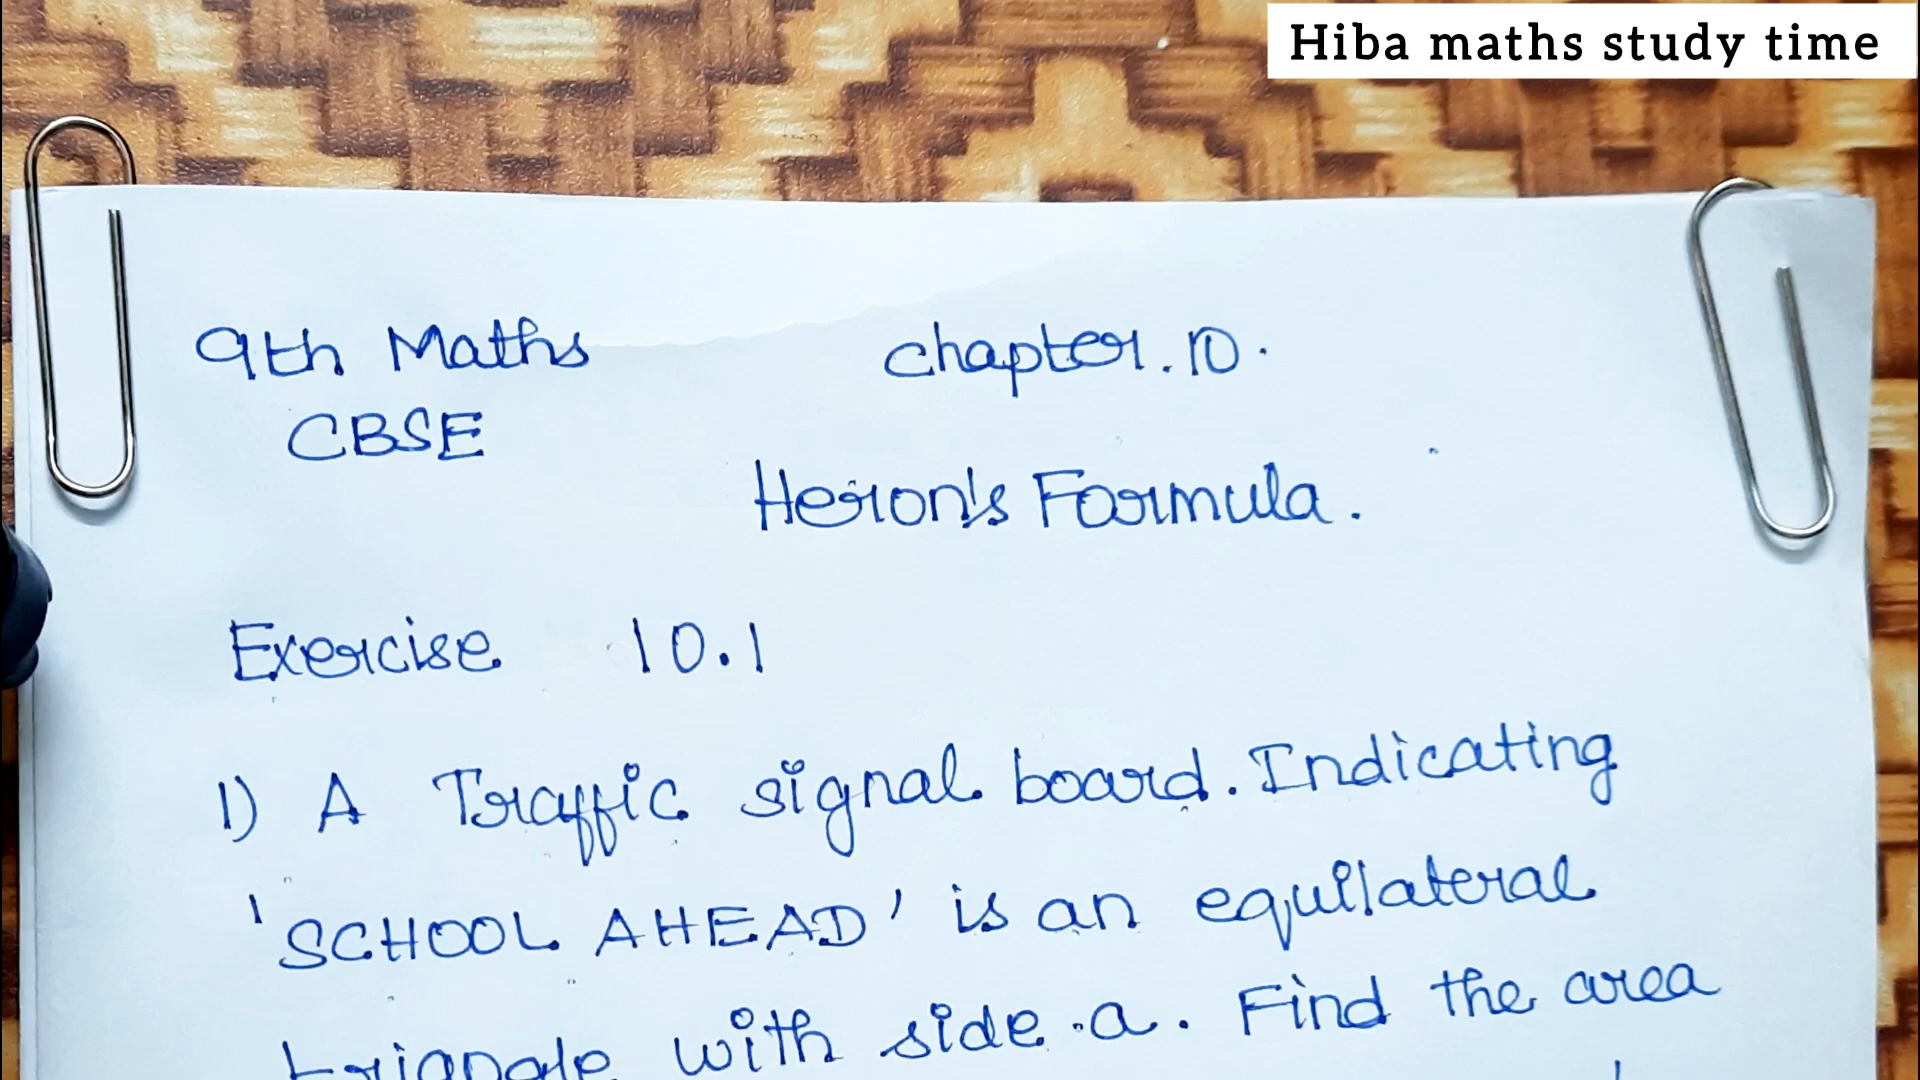 Hiba maths study time
9th Maths chapter.10.
CBSE
Heron's Formula.
Exercise 10.1
1) A Traffic signal board. Indicating
'SCHOOL AHEAD' is an equilateral
triangle with side.a. Find the area